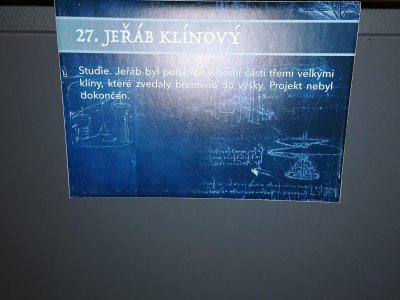 27. JEŘÁB KLÍNOVÝ
Studie. Jeřáb byl poháněn v horní části třemi velkými
klíny, které zvedaly břemeno do výšky. Projekt nebyl
dokončen.